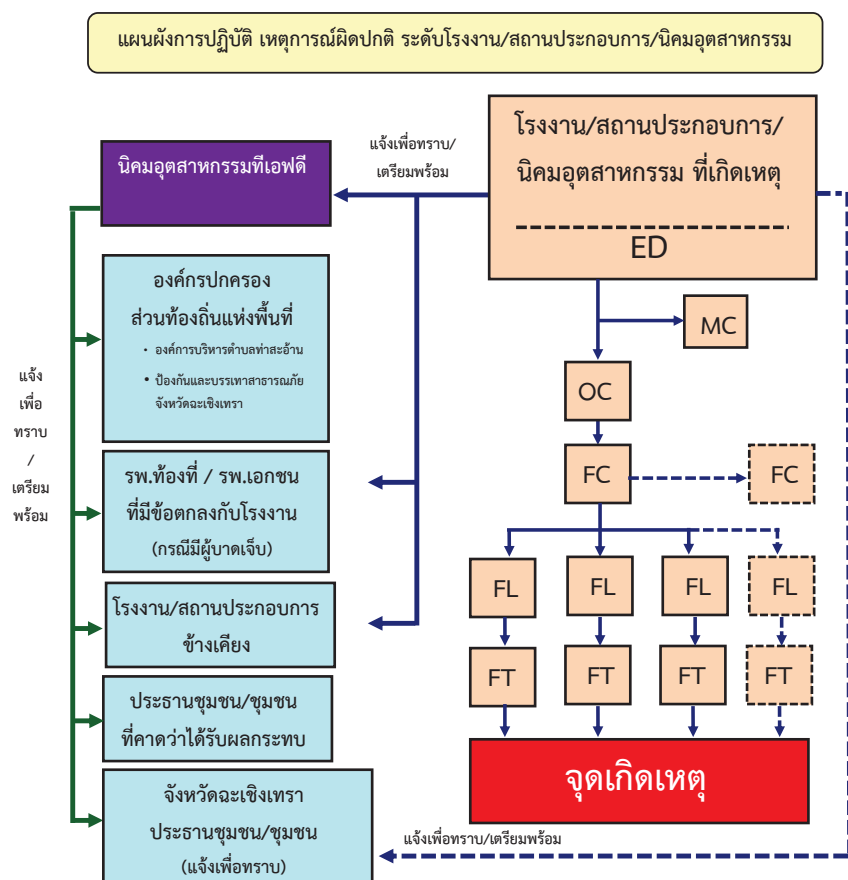 แผนผังการปฏิบัติ เหตุการณ์ผิดปกติ ระดับโรงงาน/สถานประกอบการ/นิคมอุตสาหกรรม
โรงงาน/สถานประกอบการ/
นิคมอุตสาหกรรม ที่เกิดเหตุ
ED
แจ้งเพื่อทราบ/
เตรียมพร้อม
นิคมอุตสาหกรรมทีเอฟดี
องค์กรปกครอง
ส่วนท้องถิ่นแห่งพื้นที่
• องค์การบริหารตำบลท่าสะอ้าน
• ป้องกันและบรรเทาสาธารณภัย
จังหวัดฉะเชิงเทรา
แจ้ง
เพื่อ
ทราบ
/
เตรียม
พร้อม
รพ.ท้องที่ / รพ.เอกชน
ที่มีข้อตกลงกับโรงงาน
(กรณีมีผู้บาดเจ็บ)
โรงงาน/สถานประกอบการ
ข้างเคียง
ประธานชุมชน/ชุมชน
ที่คาดว่าได้รับผลกระทบ
จังหวัดฉะเชิงเทรา
ประธานชุมชน/ชุมชน
(แจ้งเพื่อทราบ)
MC
OC
FC
FC
FL
FL
FL
FL
FT
FT
FT
FT
จุดเกิดเหตุ
แจ้งเพื่อทราบ/เตรียมพร้อม